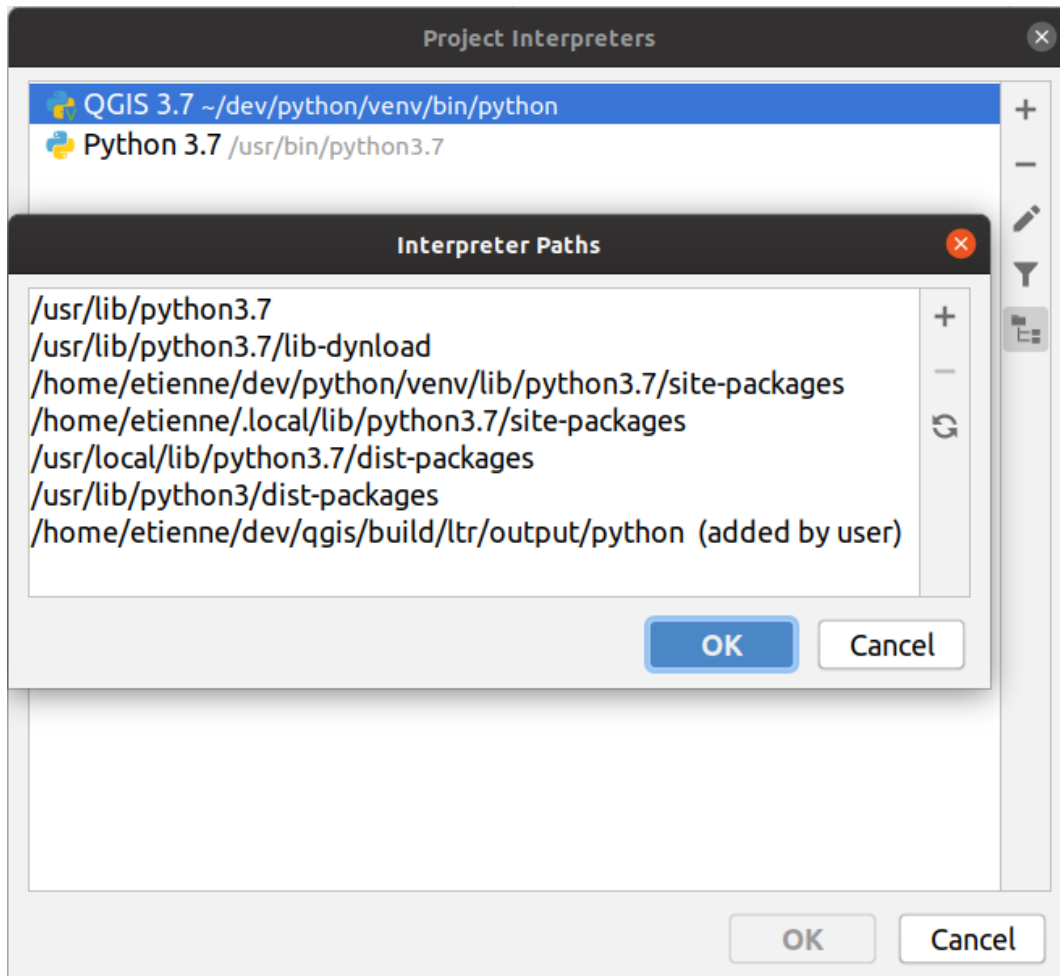 Project Interpreters
QGIS 3.7 ~/dev/python/venv/bin/python
Python 3.7 /usr/bin/python3.7
Interpreter Paths
/usr/lib/python3.7
/usr/lib/python3.7/lib-dynload
/home/etienne/dev/python/venv/lib/python3.7/site-packages
/home/etienne/.local/lib/python3.7/site-packages
/usr/local/lib/python3.7/dist-packages
/usr/lib/python3/dist-packages
/home/etienne/dev/qgis/build/ltr/output/python (added by user)
OK Cancel
OK Cancel